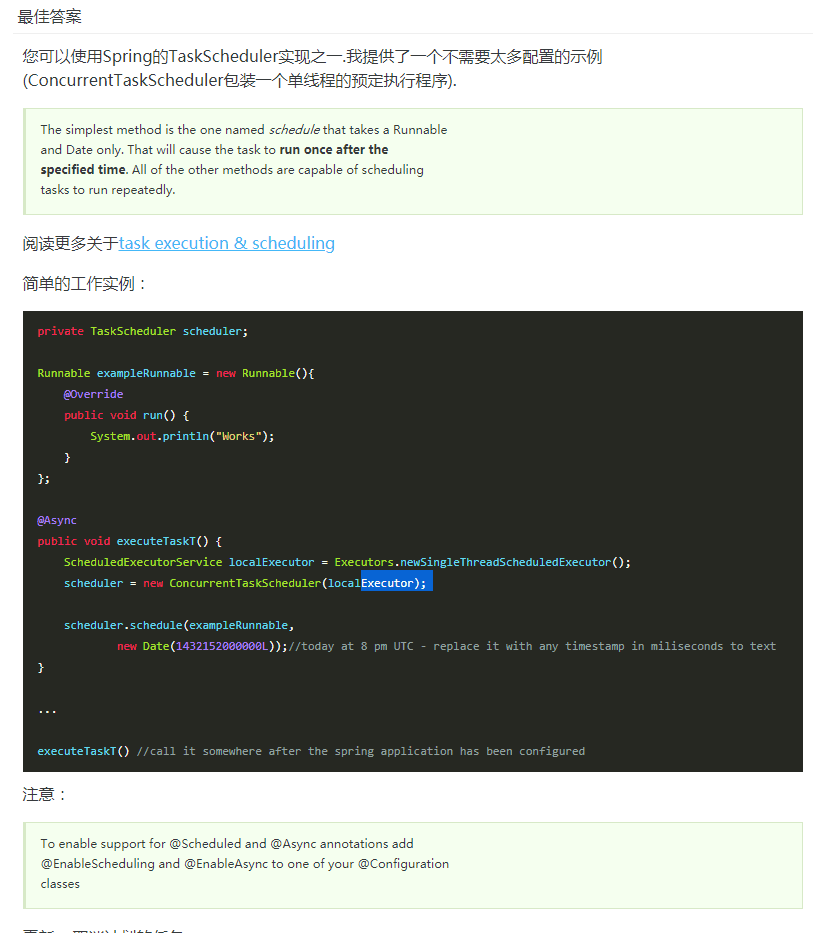 最佳答案
您可以使用Spring的TaskScheduler实现之一.我提供了一个不需要太多配置的示例
(ConcurrentTaskScheduler包装一个单线程的预定执行程序).
The simplest method is the one named schedule that takes a Runnable
and Date only. That will cause the task to run once after the
specified time. All of the other methods are capable of scheduling
tasks to run repeatedly.
阅读更多关于task execution & scheduling
简单的工作实例：
private TaskScheduler scheduler;
Runnable exampleRunnable = new Runnable(){
@Override
public void run() {
System.out.println("Works");
}
};
@Async
public void executeTaskT() {
ScheduledExecutorService localExecutor = Executors.newSingleThreadScheduledExecutor();
scheduler = new ConcurrentTaskScheduler(localExecutor);
scheduler.schedule(exampleRunnable,
new Date(1432152000000L));//today at 8 pm UTC - replace it with any timestamp in miliseconds to text
}
...
executeTaskT() //call it somewhere after the spring application has been configured
注意：
To enable support for @Scheduled and @Async annotations add
@EnableScheduling and @EnableAsync to one of your @Configuration
classes